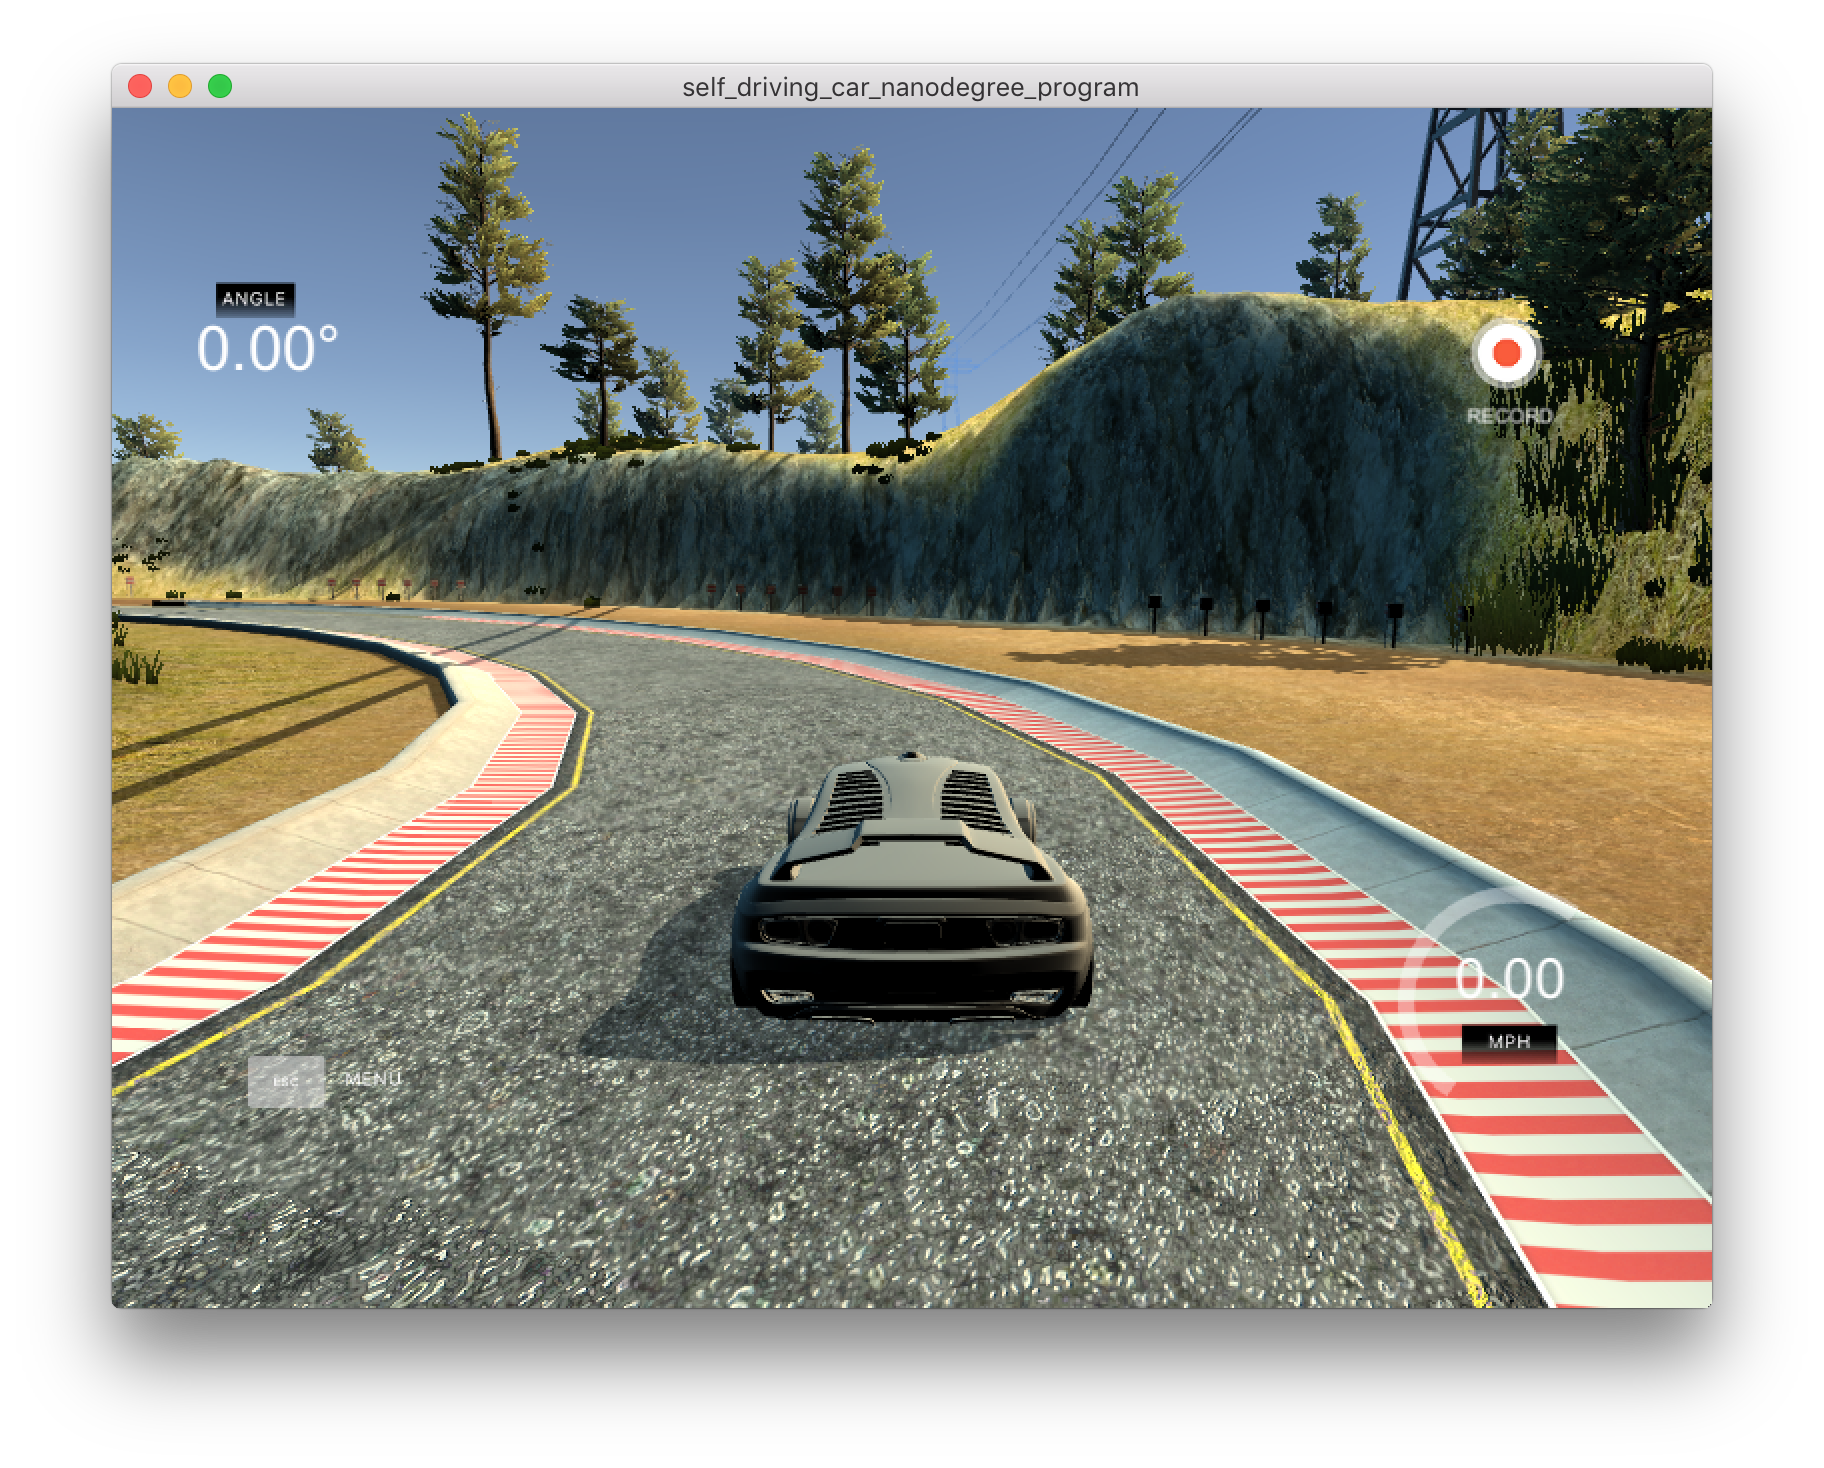 self_driving_car_nanodegree_program
ANGLE
0.00°
RECORD
0.00
MPH
ESC MENU